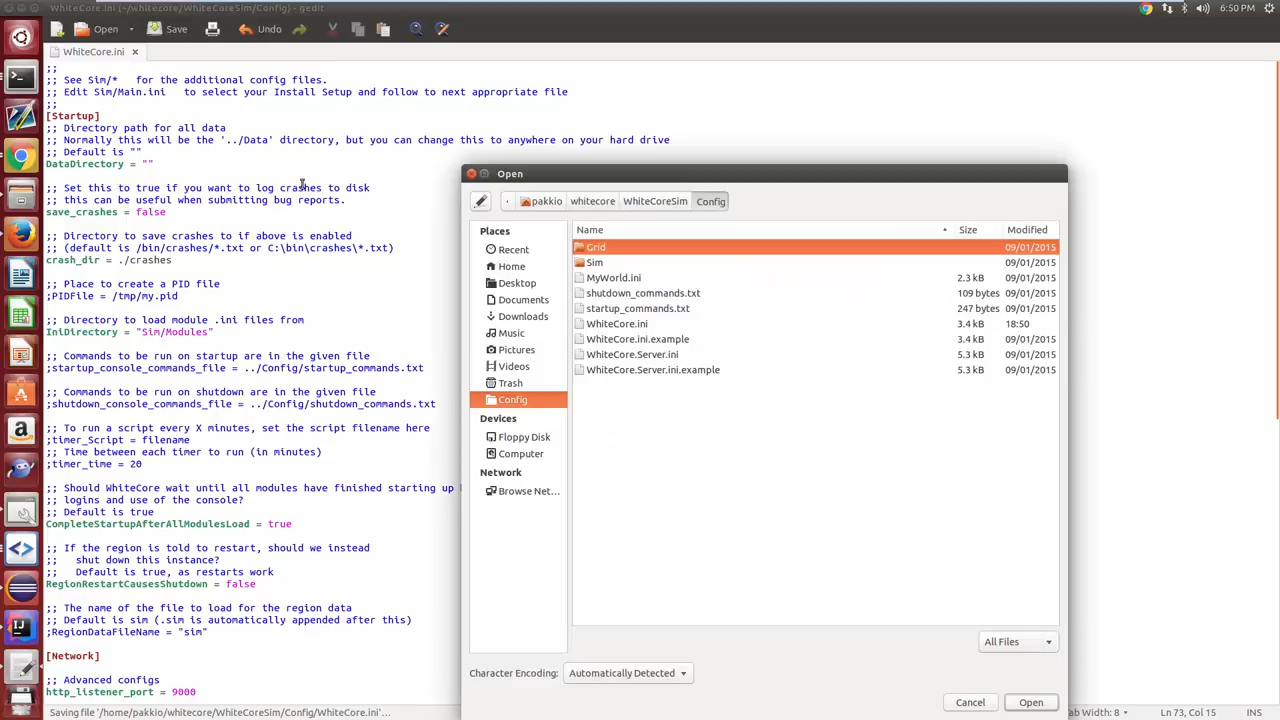 WhiteCore.ini (~/whitecore/WhiteCoreSim/Config) - gedit
6:50 PM
Open
Save
Undo
WhiteCore.ini ×
;;
;; See Sim/*   for the additional config files.
;; Edit Sim/Main.ini   to select your Install Setup and follow to next appropriate file
;;
[Startup]
;; Directory path for all data
;; Normally this will be the '../Data' directory, but you can change this to anywhere on your hard drive
;; Default is ""
DataDirectory = ""
;; Set this to true if you want to log crashes to disk
;; this can be useful when submitting bug reports.
save_crashes = false
;; Directory to save crashes to if above is enabled
;; (default is /bin/crashes/*.txt or C:\bin\crashes\*.txt)
crash_dir = ./crashes
;; Place to create a PID file
;PIDFile = /tmp/my.pid
;; Directory to load module .ini files from
IniDirectory = "Sim/Modules"
;; Commands to be run on startup are in the given file
;startup_console_commands_file = ../Config/startup_commands.txt
;; Commands to be run on shutdown are in the given file
;shutdown_console_commands_file = ../Config/shutdown_commands.txt
;; To run a script every X minutes, set the script filename here
;timer_Script = filename
;; Time between each timer to run (in minutes)
;timer_time = 20
;; Should WhiteCore wait until all modules have finished starting up
;; logins and use of the console?
;; Default is true
CompleteStartupAfterAllModulesLoad = true
;; If the region is told to restart, should we instead
;;   shut down this instance?
;;   Default is true, as restarts work
RegionRestartCausesShutdown = false
;; The name of the file to load for the region data
;; Default is sim (.sim is automatically appended after this)
;RegionDataFileName = "sim"
[Network]
;; Advanced configs
http_listener_port = 9000
Saving file '/home/pakkio/whitecore/WhiteCoreSim/Config/WhiteCore.ini'...
Tab Width: 8
Ln 73, Col 15
INS
Open
pakkio
whitecore
WhiteCoreSim
Config
Places
Recent
Home
Desktop
Documents
Downloads
Music
Pictures
Videos
Trash
Config
Devices
Floppy Disk
Computer
Network
Browse Net...
Name Size Modified
Grid 09/01/2015
Sim 09/01/2015
MyWorld.ini 2.3 kB 09/01/2015
shutdown_commands.txt 109 bytes 09/01/2015
startup_commands.txt 247 bytes 09/01/2015
WhiteCore.ini 3.4 kB 18:50
WhiteCore.ini.example 3.4 kB 09/01/2015
WhiteCore.Server.ini 5.3 kB 09/01/2015
WhiteCore.Server.ini.example 5.3 kB 09/01/2015
All Files
Character Encoding: Automatically Detected
Cancel
Open